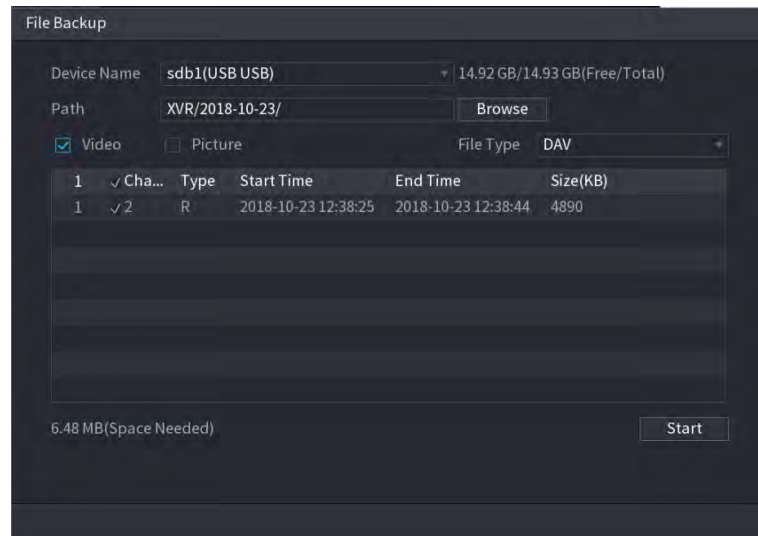 File Backup
Device Name sdb1(USB USB) 14.92 GB/14.93 GB(Free/Total)
Path XVR/2018-10-23/ Browse
Video Picture File Type DAV
1 Cha... Type Start Time End Time Size(KB)
1 2 R 2018-10-23 12:38:25 2018-10-23 12:38:44 4890
6.48 MB(Space Needed) Start